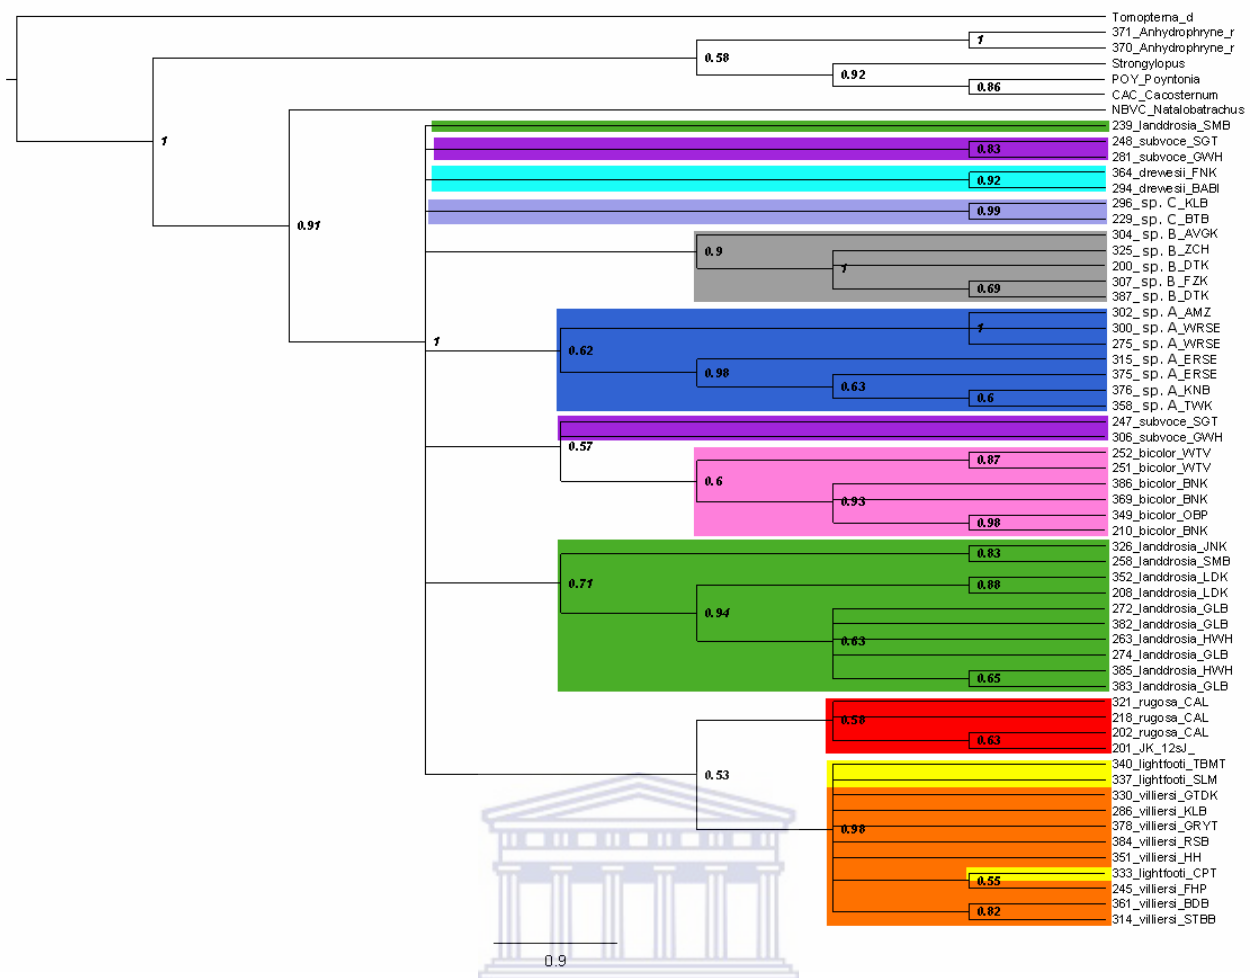 Tomopterna_d
371_Anhydrophryne_r
1
370_Anhydrophryne_r
0.58
Strongylopus
0.92
POY_Poyntonia
0.86
CAC_Cacosternum
NBVC_Natalobatrachus
239_landdrosia_SMB
1
248_subvoce_SGT
0.83
281_subvoce_GWH
364_drewesii_FNK
0.92
294_drewesii_BABI
296_sp. C_KLB
0.99
229_sp. C_BTB
0.91
304_sp. B_AVGK
0.9
325_sp. B_ZCH
1
200_sp. B_DTK
307_sp. B_FZK
0.69
387_sp. B_DTK
302_sp. A_AMZ
1
300_sp. A_WRSE
275_sp. A_WRSE
1
0.62
315_sp. A_ERSE
0.98
375_sp. A_ERSE
0.63
376_sp. A_KNB
0.6
358_sp. A_TWK
247_subvoce_SGT
306_subvoce_GWH
0.57
252_bicolor_WTV
0.87
251_bicolor_WTV
0.6
386_bicolor_BNK
369_bicolor_BNK
0.93
349_bicolor_OBP
0.98
210_bicolor_BNK
326_landdrosia_JNK
0.83
258_landdrosia_SMB
0.71
352_landdrosia_LDK
0.88
208_landdrosia_LDK
0.94
272_landdrosia_GLB
382_landdrosia_GLB
263_landdrosia_HWH
0.63
274_landdrosia_GLB
385_landdrosia_HWH
0.65
383_landdrosia_GLB
321_rugosa_CAL
0.58
218_rugosa_CAL
202_rugosa_CAL
0.63
201_JK_12sJ_
340_lightfooti_TBMT
0.53
337_lightfooti_SLM
330_villiersi_GTDK
286_villiersi_KLB
378_villiersi_GRYT
0.98
384_villiersi_RSB
351_villiersi_HH
333_lightfooti_CPT
0.55
245_villiersi_FHP
361_villiersi_BDB
0.82
314_villiersi_STBB
0.9